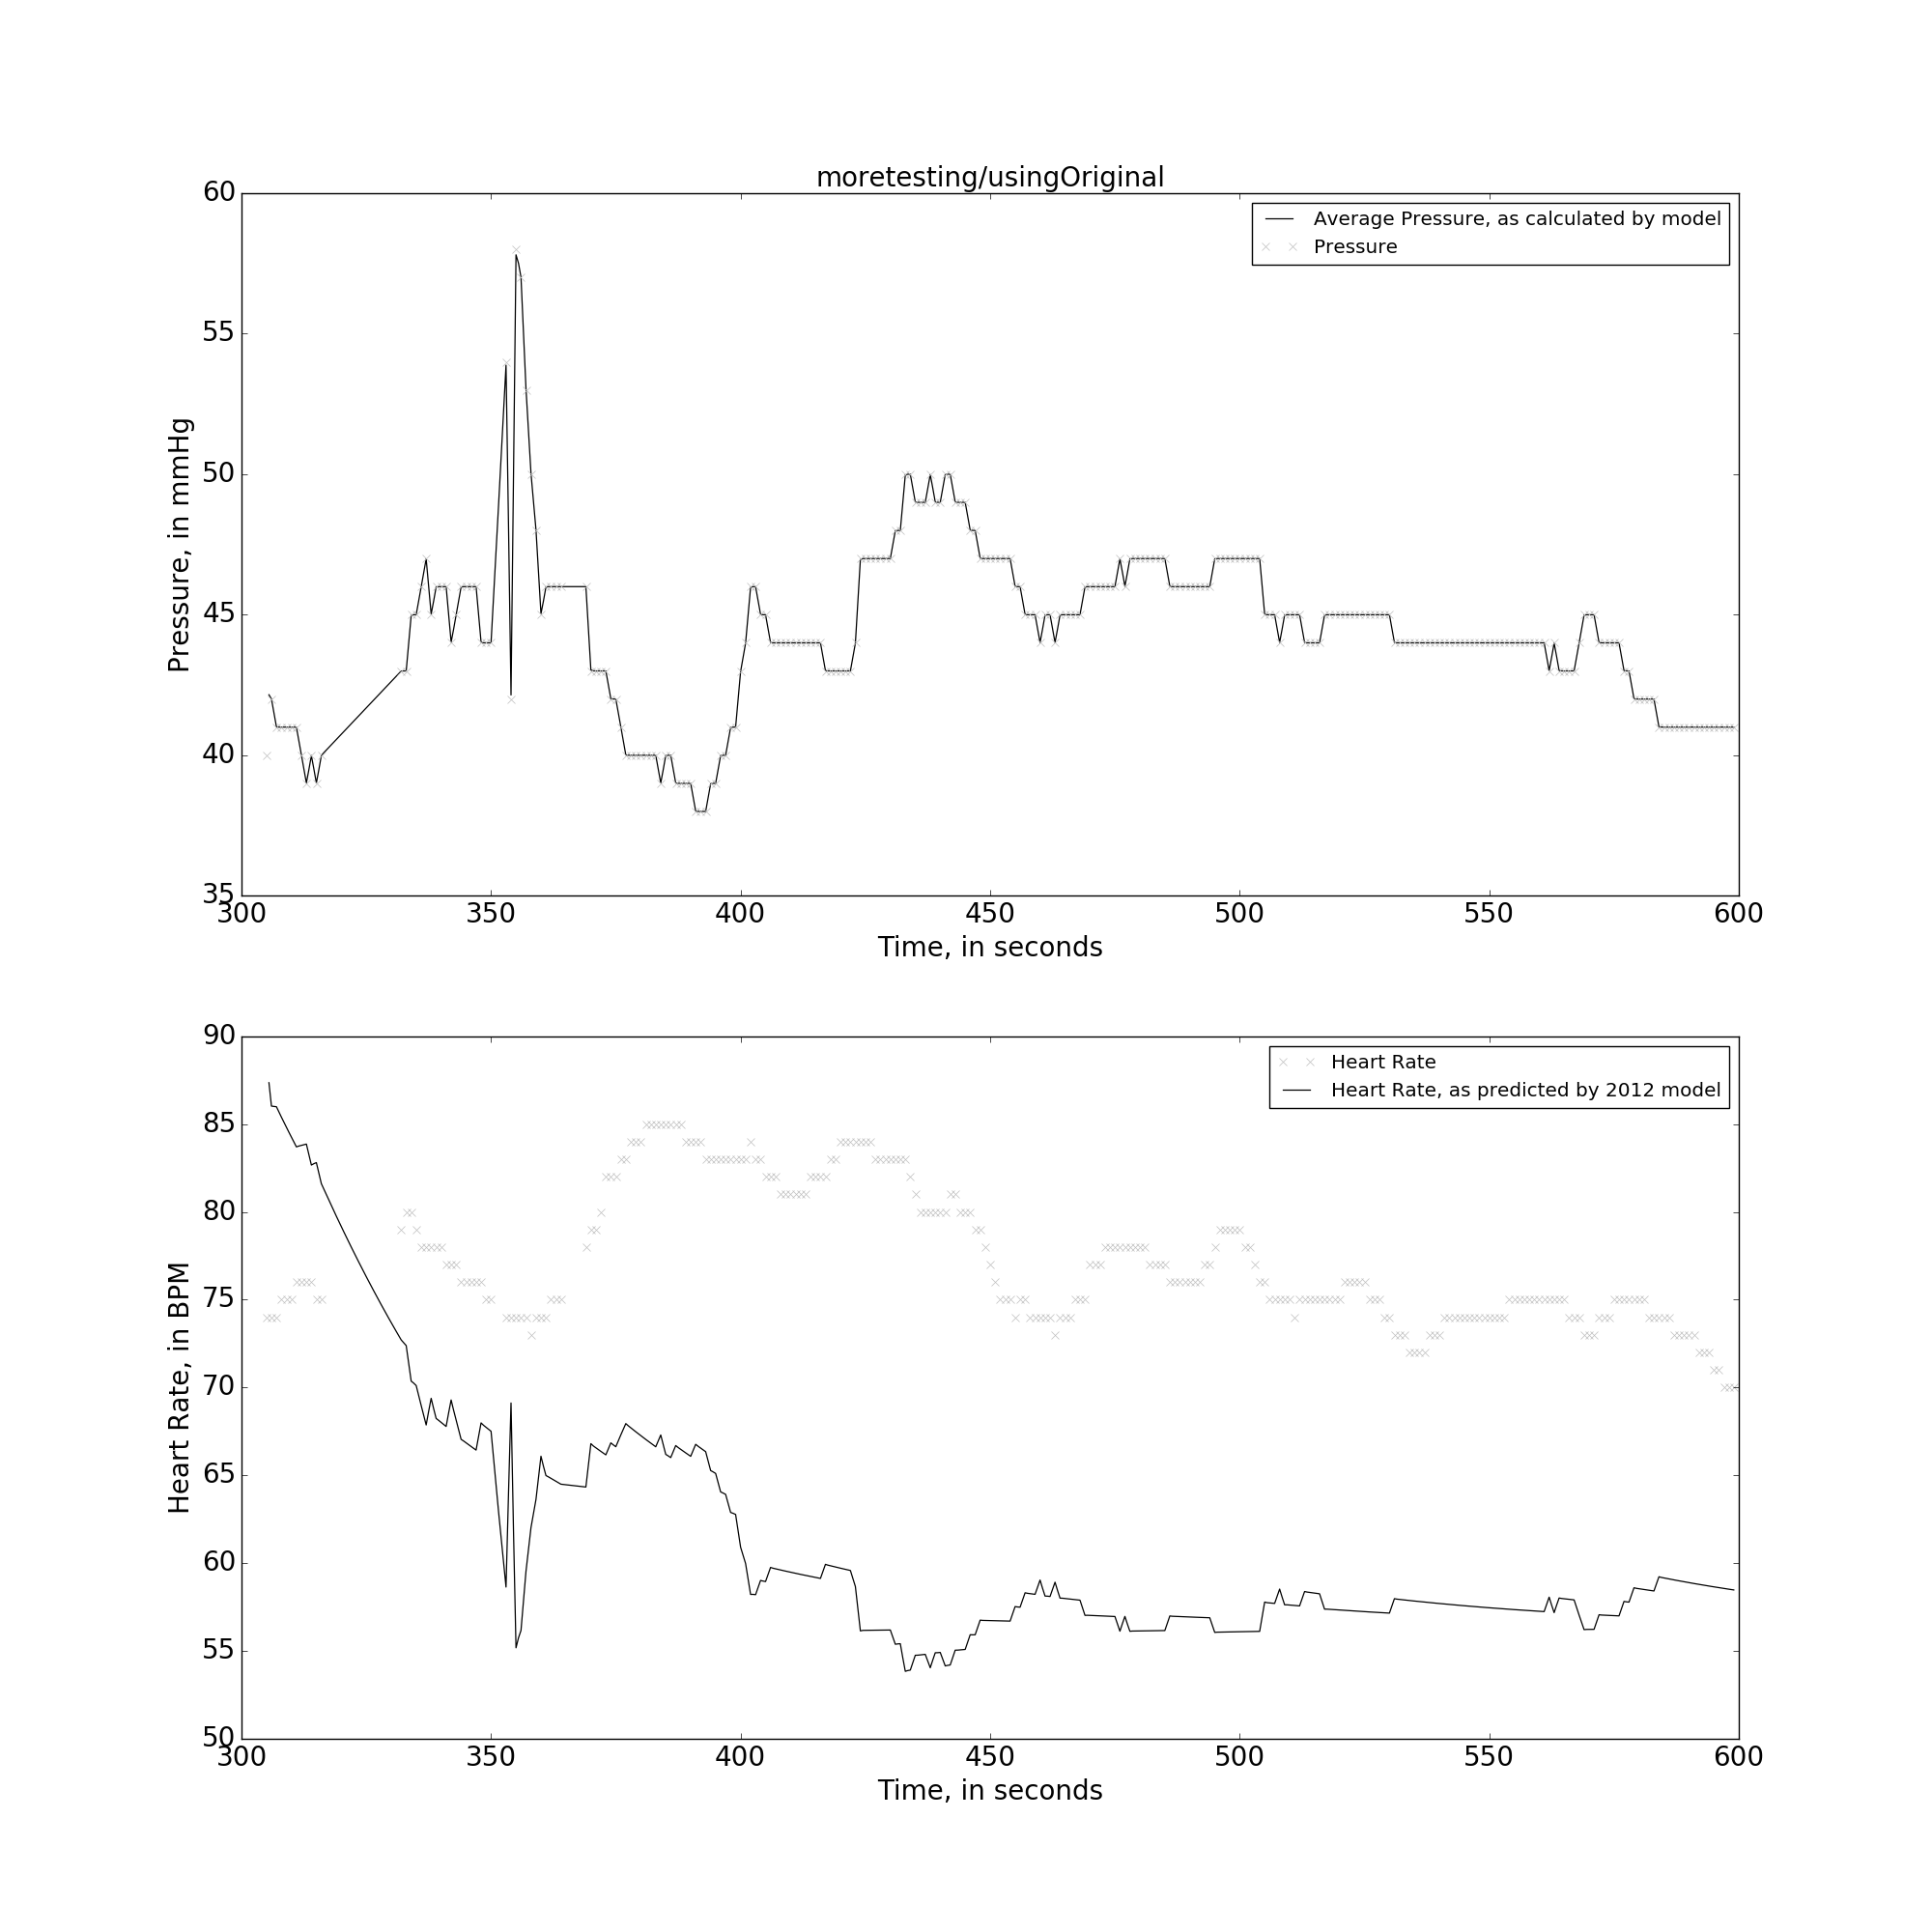 moretesting/usingOriginal
60
Average Pressure, as calculated by model
Pressure
55
50
45
40
35
Pressure, in mmHg
300 350 400 450 500 550 600
Time, in seconds
90
Heart Rate
Heart Rate, as predicted by 2012 model
85
80
75
70
65
60
55
50
Heart Rate, in BPM
300 350 400 450 500 550 600
Time, in seconds